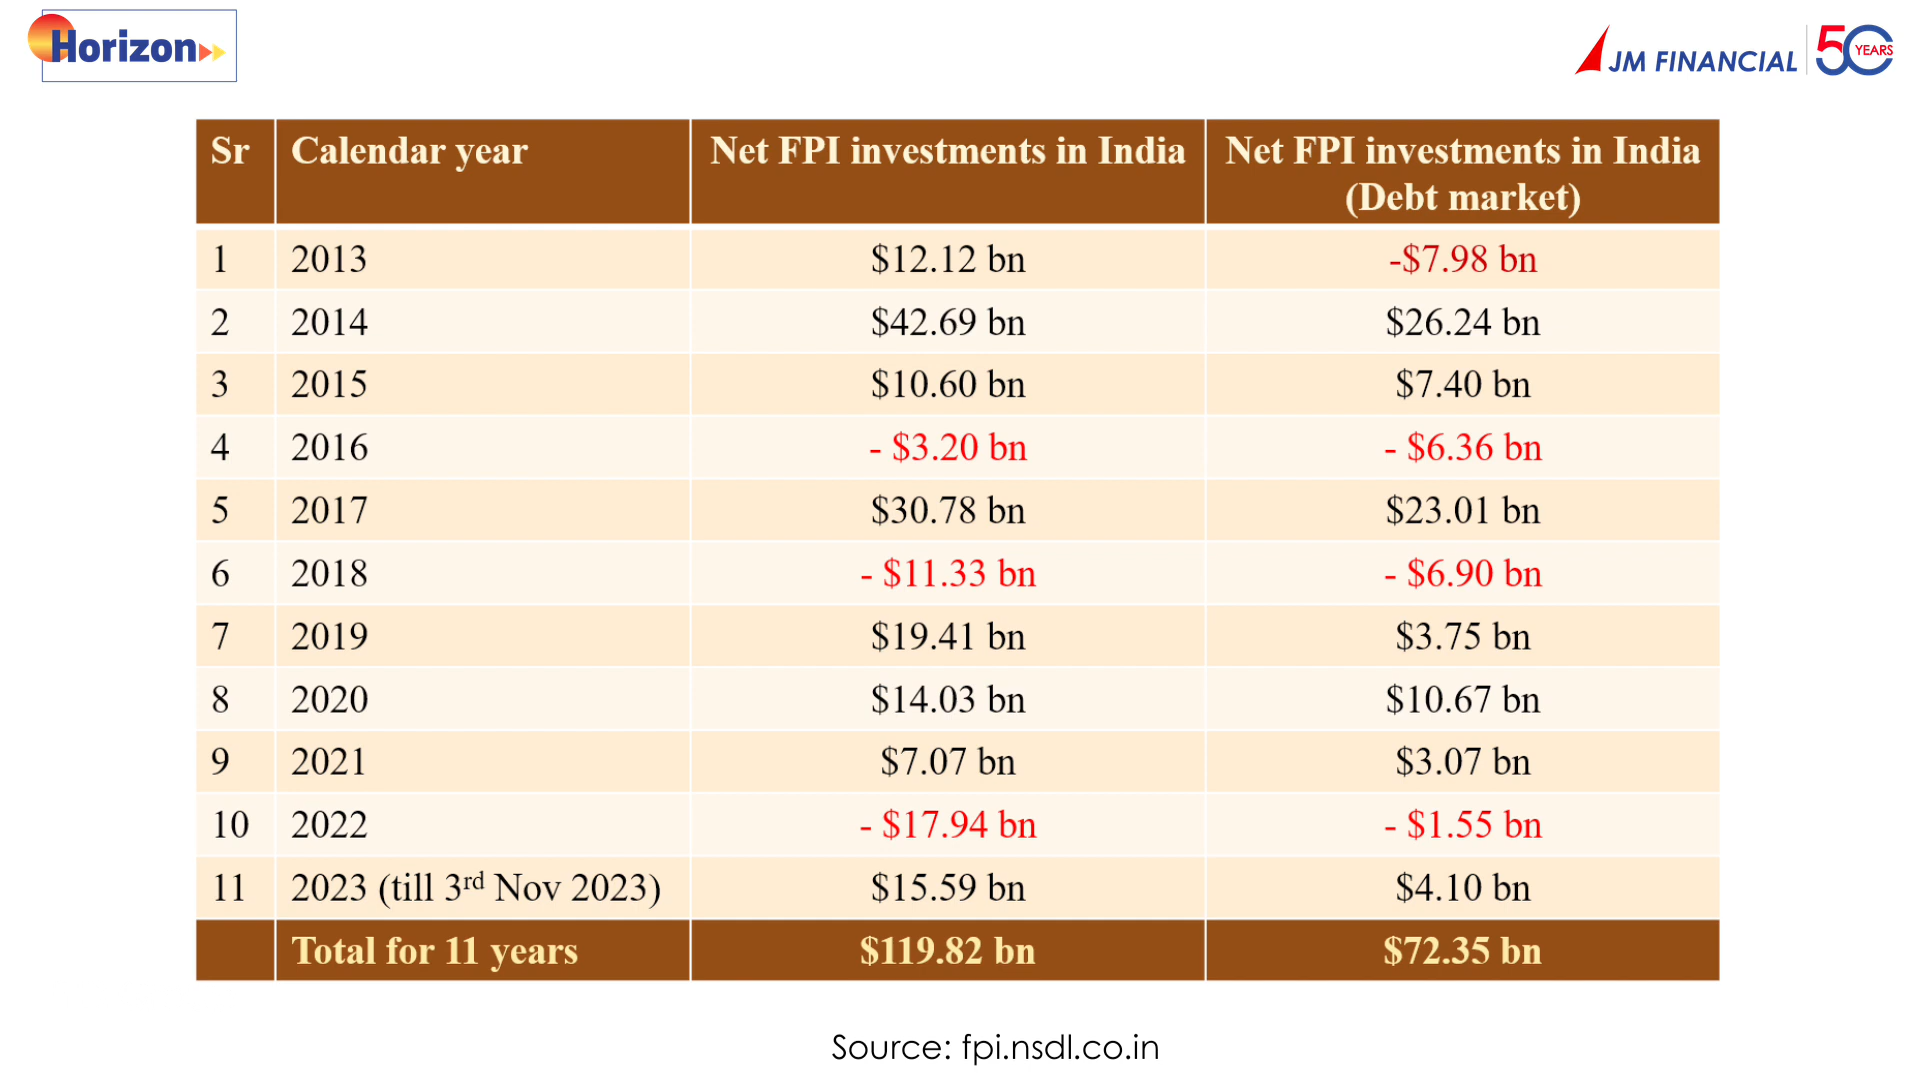 Horizon
JM FINANCIAL 50 YEARS
Sr Calendar year Net FPI investments in India Net FPI investments in India
(Debt market)
1 2013 $12.12 bn -$7.98 bn
2 2014 $42.69 bn $26.24 bn
3 2015 $10.60 bn $7.40 bn
4 2016 - $3.20 bn - $6.36 bn
5 2017 $30.78 bn $23.01 bn
6 2018 - $11.33 bn - $6.90 bn
7 2019 $19.41 bn $3.75 bn
8 2020 $14.03 bn $10.67 bn
9 2021 $7.07 bn $3.07 bn
10 2022 - $17.94 bn - $1.55 bn
11 2023 (till 3rd Nov 2023) $15.59 bn $4.10 bn
Total for 11 years $119.82 bn $72.35 bn
Source: fpi.nsdl.co.in